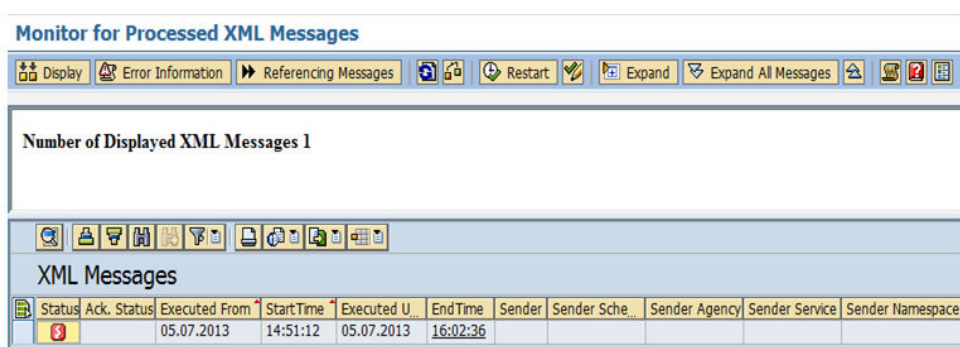 Monitor for Processed XML Messages
Display Error Information Referencing Messages Restart Expand Expand All Messages
Number of Displayed XML Messages 1
XML Messages
Status Ack. Status Executed From StartTime Executed U... EndTime Sender Sender Sche... Sender Agency Sender Service Sender Namespace
05.07.2013 14:51:12 05.07.2013 16:02:36